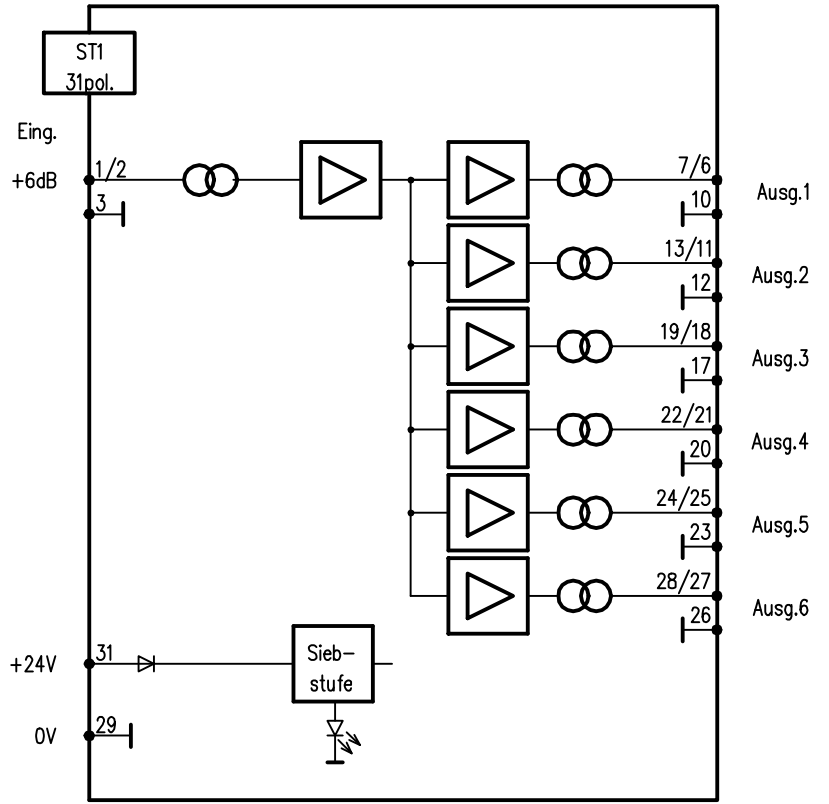 ST1
31pol.
Eing.
+6dB
1/2
3
7/6
10
Ausg.1
13/11
12
Ausg.2
19/18
17
Ausg.3
22/21
20
Ausg.4
24/25
23
Ausg.5
28/27
26
Ausg.6
+24V
31
Sieb-
stufe
0V
29